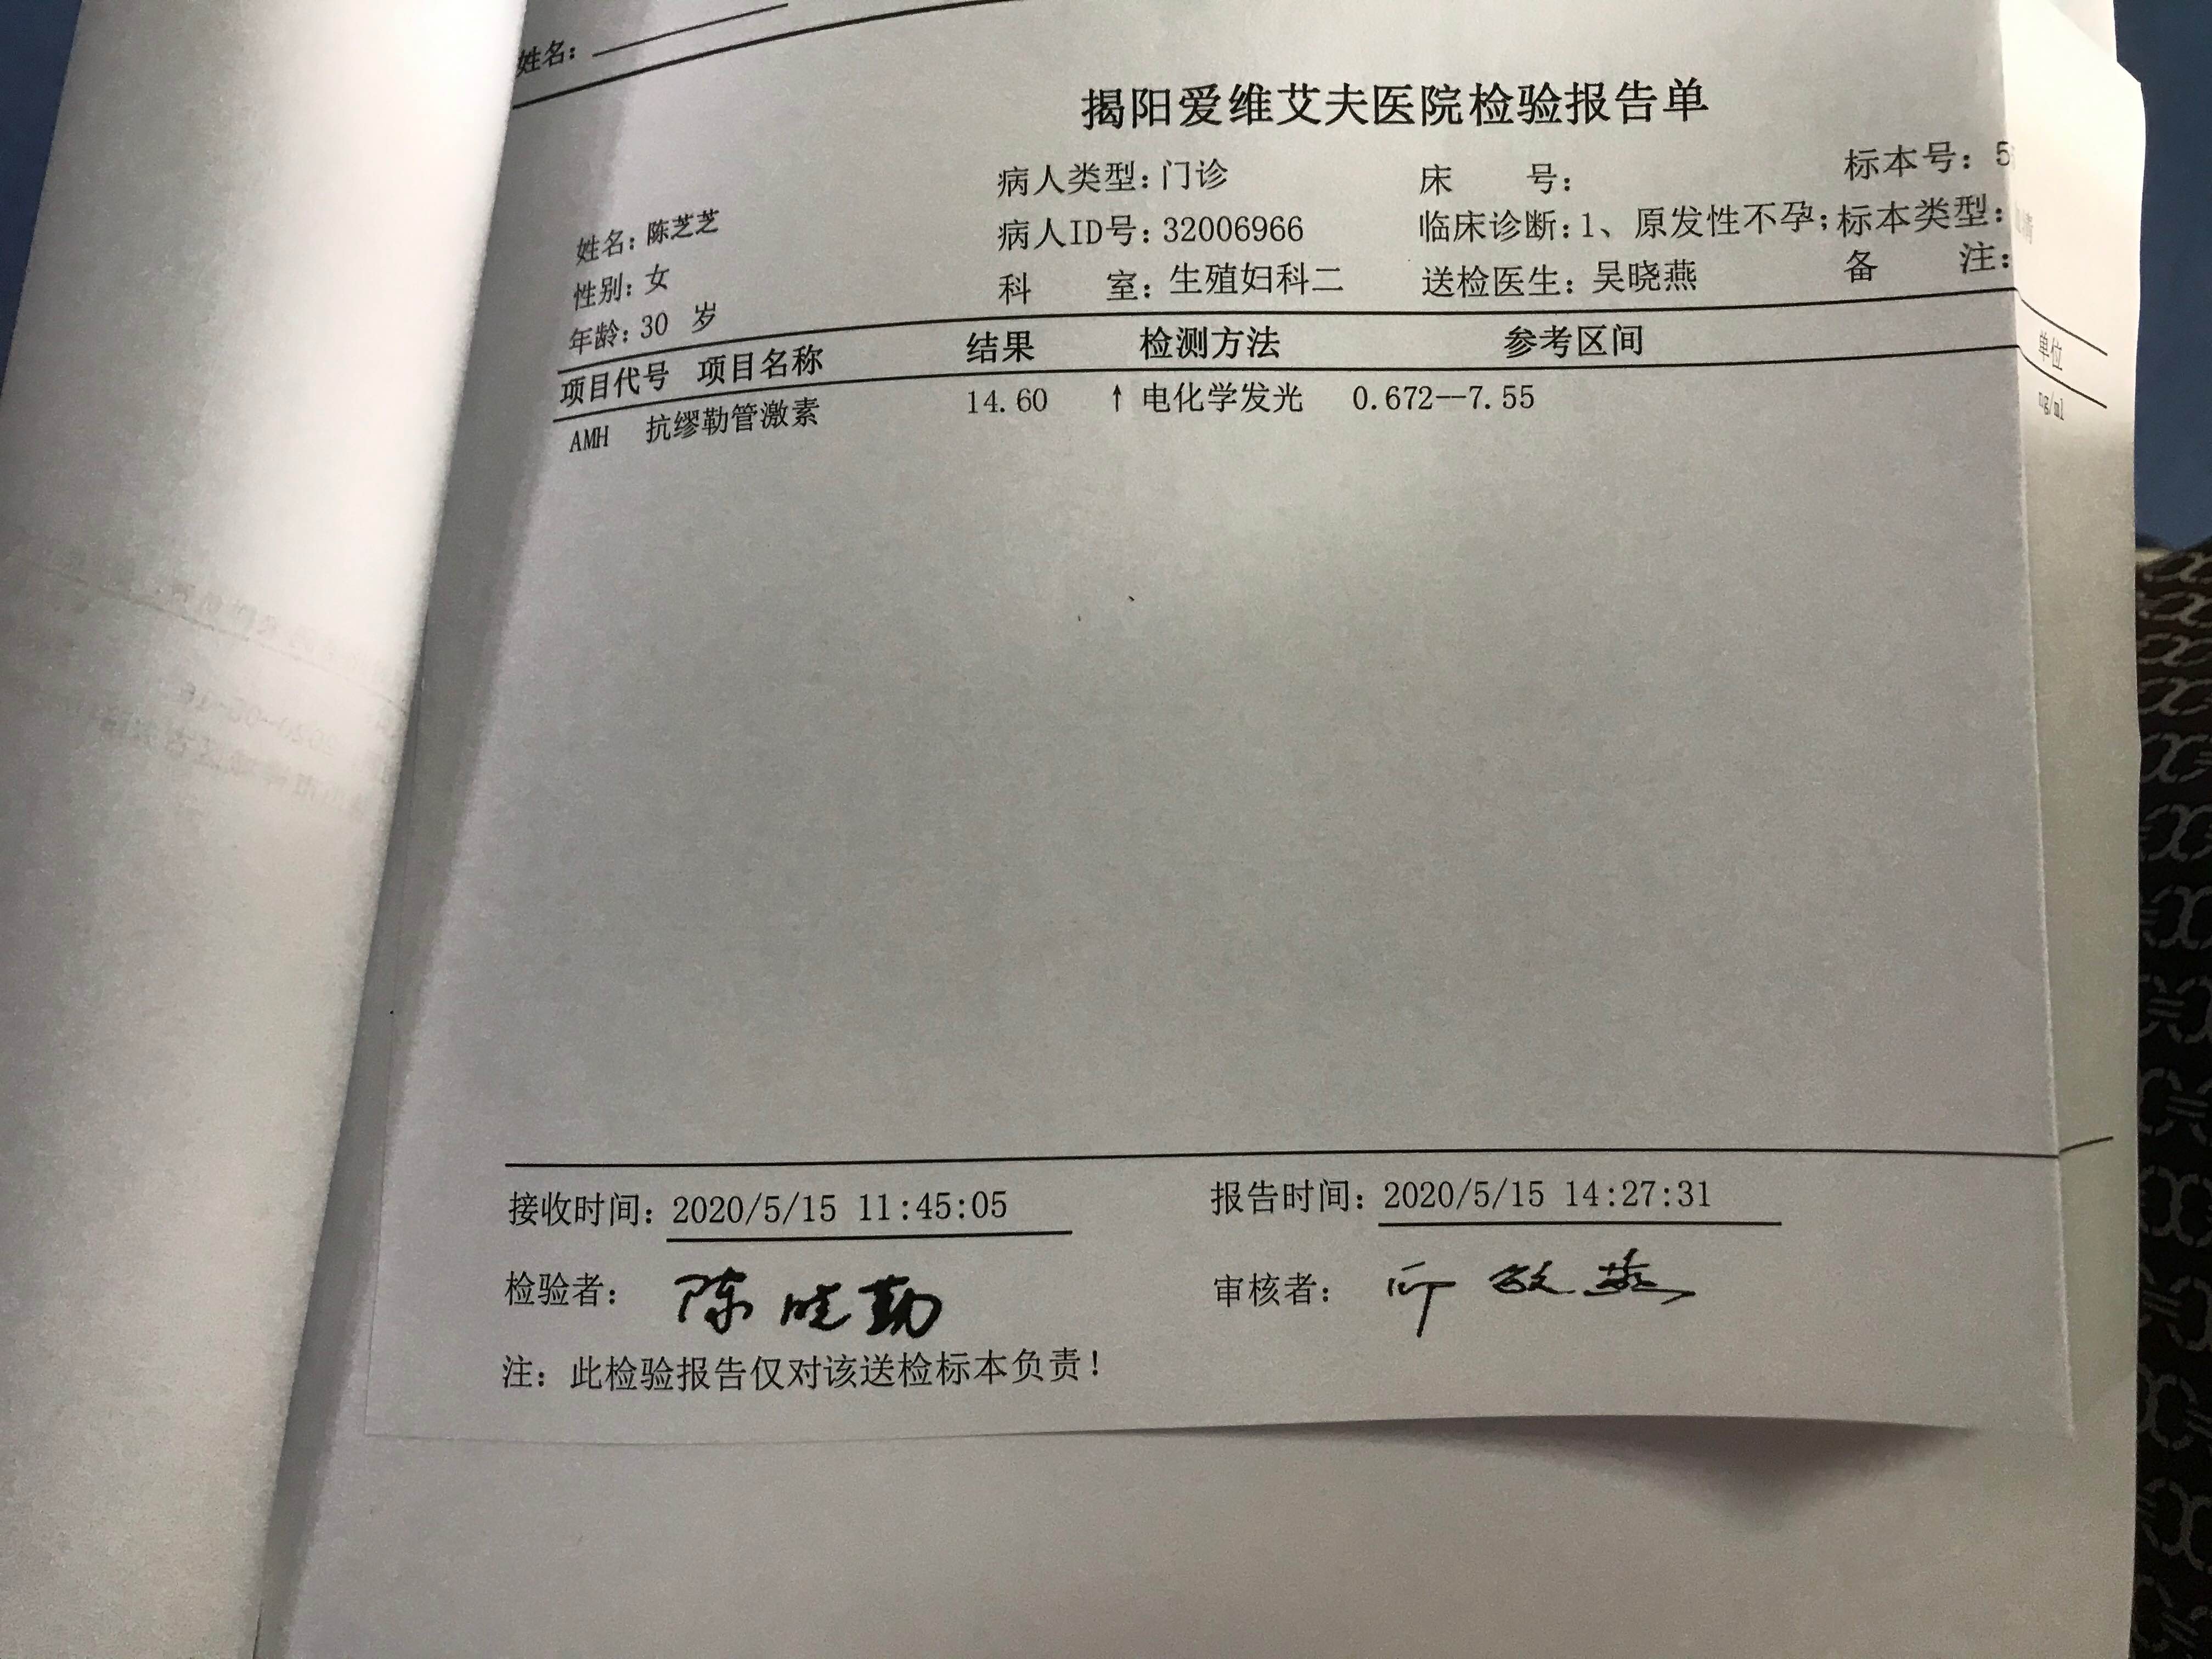 姓名:
揭阳爱维艾夫医院检验报告单
姓名: 陈芝芝 病人类型: 门诊 床 号: 标本号: 5
性别: 女 病人ID号: 32006966 临床诊断: 1、原发性不孕; 标本类型:
年龄: 30 岁 科 室: 生殖妇科二 送检医生: 吴晓燕 备 注:
项目代号 项目名称 结果 检测方法 参考区间 单位
AMH 抗缪勒管激素 14.60 ↑ 电化学发光 0.672--7.55 ng/ml
接收时间: 2020/5/15 11:45:05 报告时间: 2020/5/15 14:27:31
检验者: 陈晓勤 审核者:
注: 此检验报告仅对该送检标本负责!